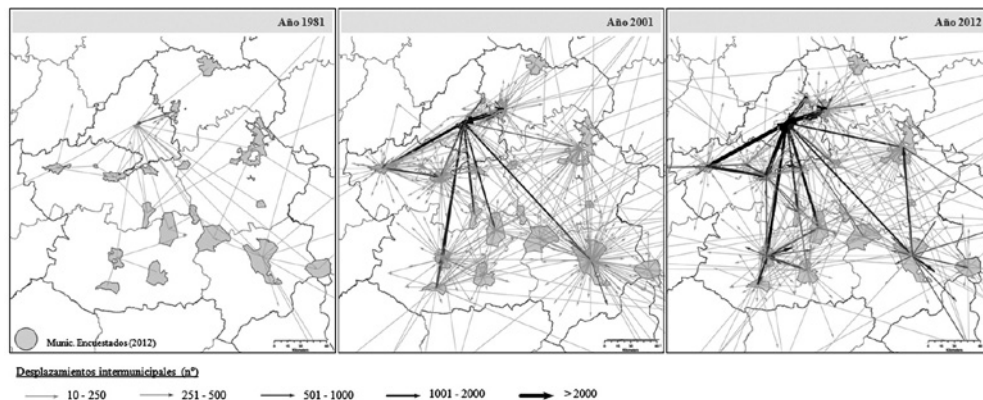 Año 1981
Año 2001
Año 2012
Munic. Encuestados (2012)
Desplazamientos intermunicipales (nº)
10 - 250
251 - 500
501 - 1000
1001 - 2000
> 2000